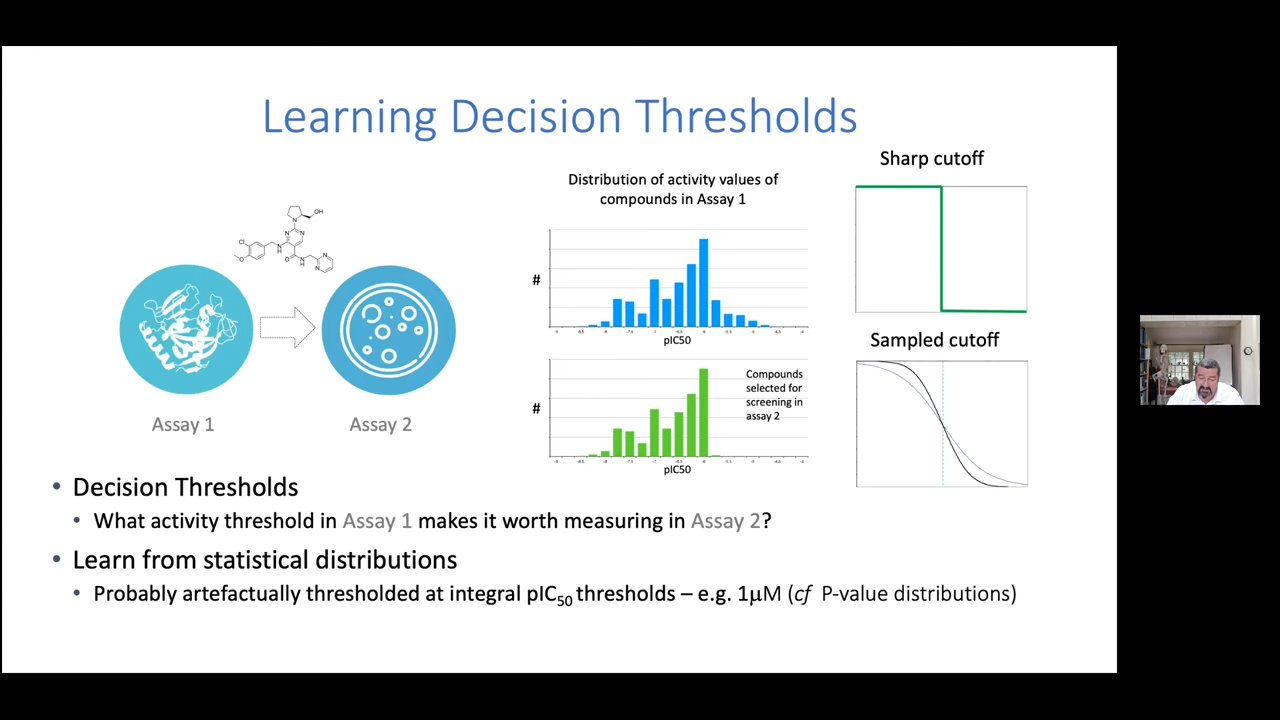 Learning Decision Thresholds
Sharp cutoff
Distribution of activity values of
compounds in Assay 1
#
pIC50
Sampled cutoff
Compounds
selected for
screening in
assay 2
#
pIC50
Cl
OH
N
N
N
NH
O
O
N
H
N
N
Assay 1
Assay 2
• Decision Thresholds
• What activity threshold in Assay 1 makes it worth measuring in Assay 2?
• Learn from statistical distributions
• Probably artefactually thresholded at integral pIC50 thresholds – e.g. 1μM (cf P-value distributions)